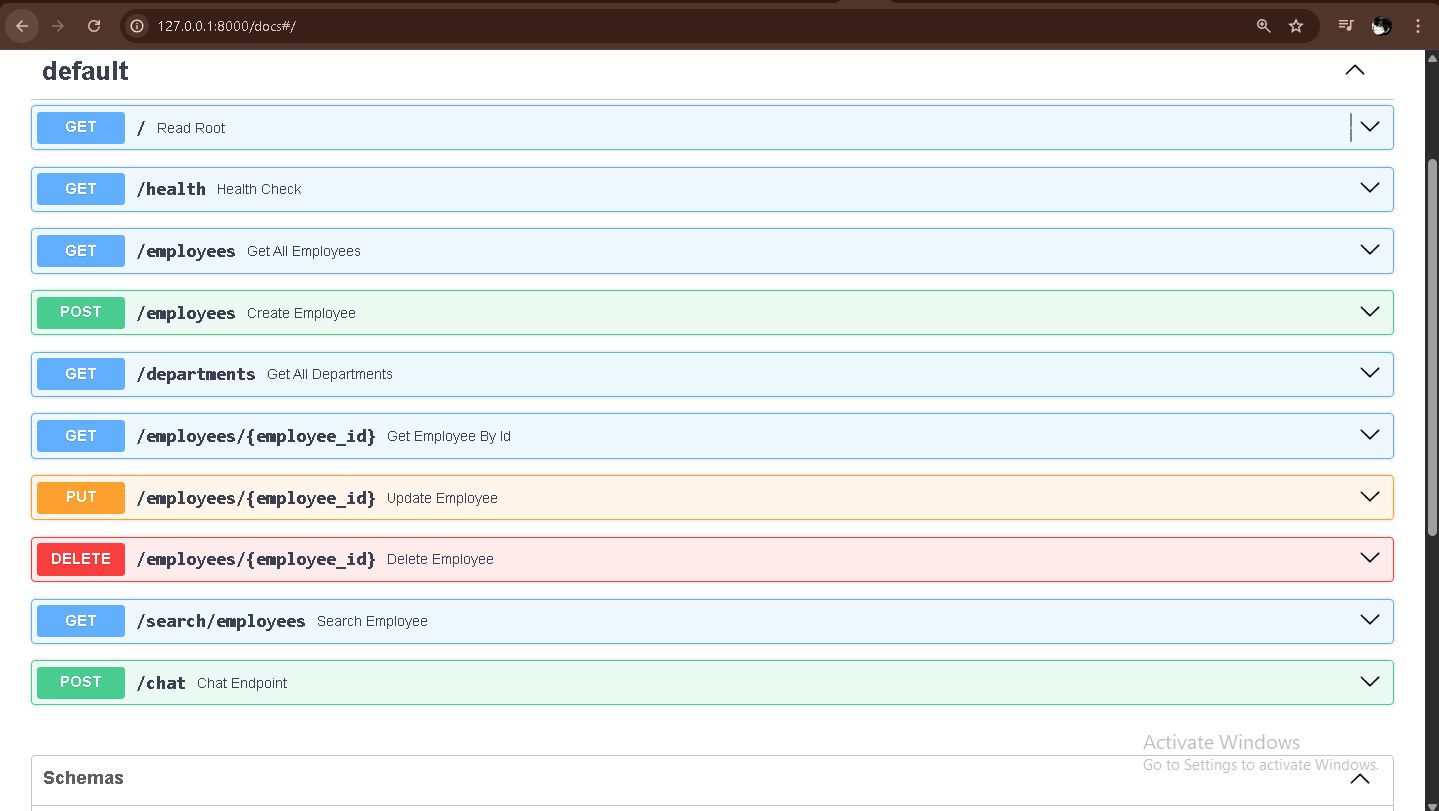 127.0.0.1:8000/docs#/
default
GET / Read Root
GET /health Health Check
GET /employees Get All Employees
POST /employees Create Employee
GET /departments Get All Departments
GET /employees/{employee_id} Get Employee By Id
PUT /employees/{employee_id} Update Employee
DELETE /employees/{employee_id} Delete Employee
GET /search/employees Search Employee
POST /chat Chat Endpoint
Activate Windows
Go to Settings to activate Windows.
Schemas